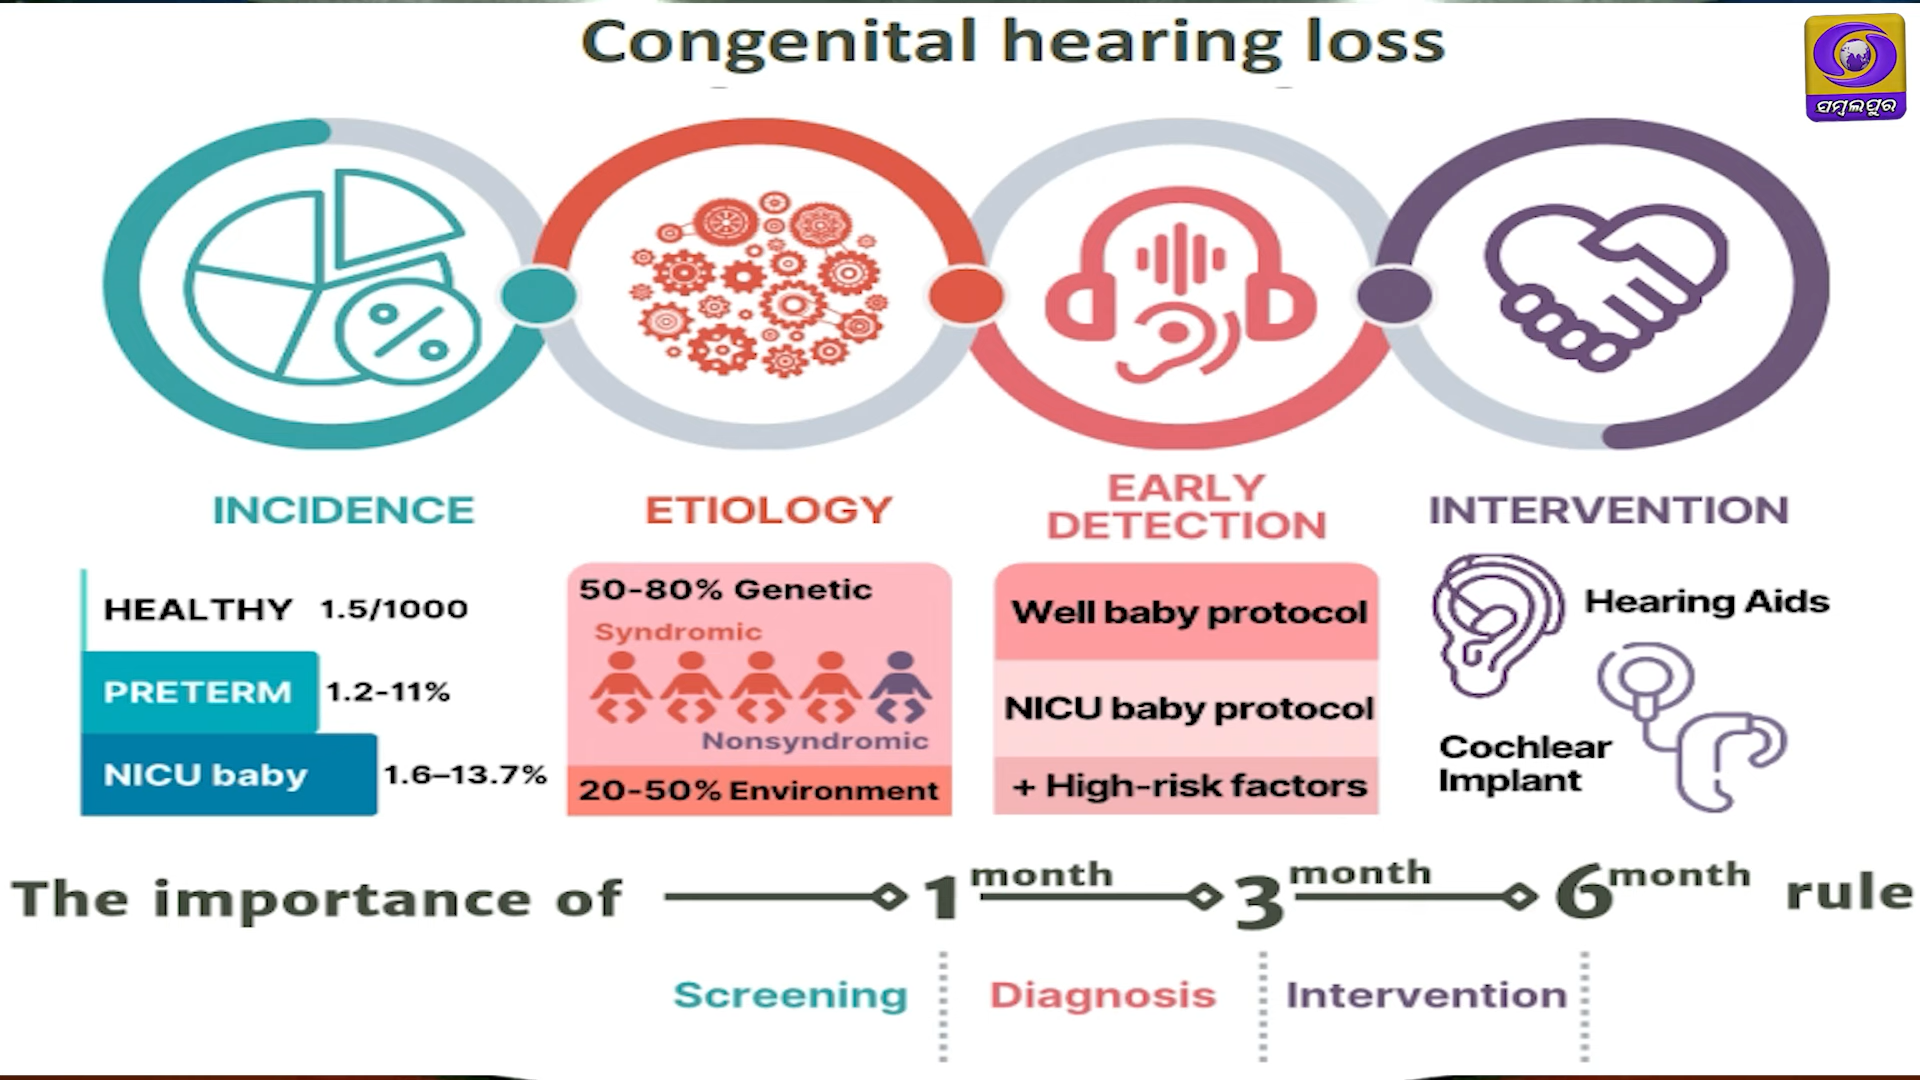 Congenital hearing loss
ସମ୍ବଲପୁର
INCIDENCE
HEALTHY 1.5/1000
PRETERM 1.2-11%
NICU baby 1.6–13.7%
ETIOLOGY
50-80% Genetic
Syndromic
Nonsyndromic
20-50% Environment
EARLY
DETECTION
Well baby protocol
NICU baby protocol
+ High-risk factors
INTERVENTION
Hearing Aids
Cochlear
Implant
The importance of 1 month 3 month 6 month rule
Screening Diagnosis Intervention